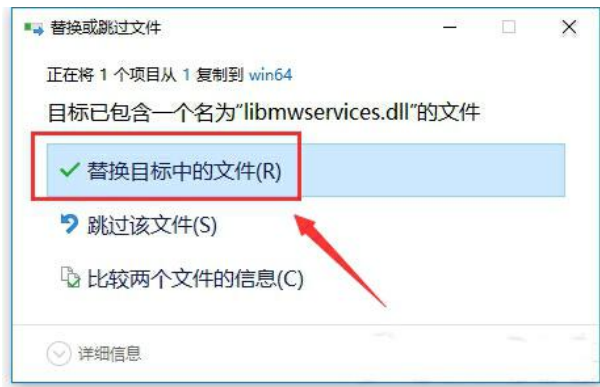 替换或跳过文件
正在将 1 个项目从 1 复制到 win64
目标已包含一个名为“libmwservices.dll”的文件
替换目标中的文件(R)
跳过该文件(S)
比较两个文件的信息(C)
详细信息